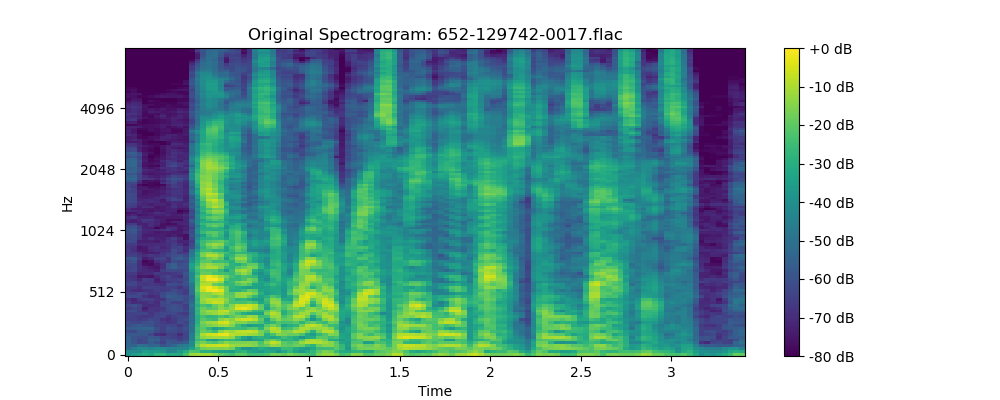 Original Spectrogram: 652-129742-0017.flac
Hz
4096
2048
1024
512
0
0
0.5
1
1.5
2
2.5
3
Time
+0 dB
-10 dB
-20 dB
-30 dB
-40 dB
-50 dB
-60 dB
-70 dB
-80 dB